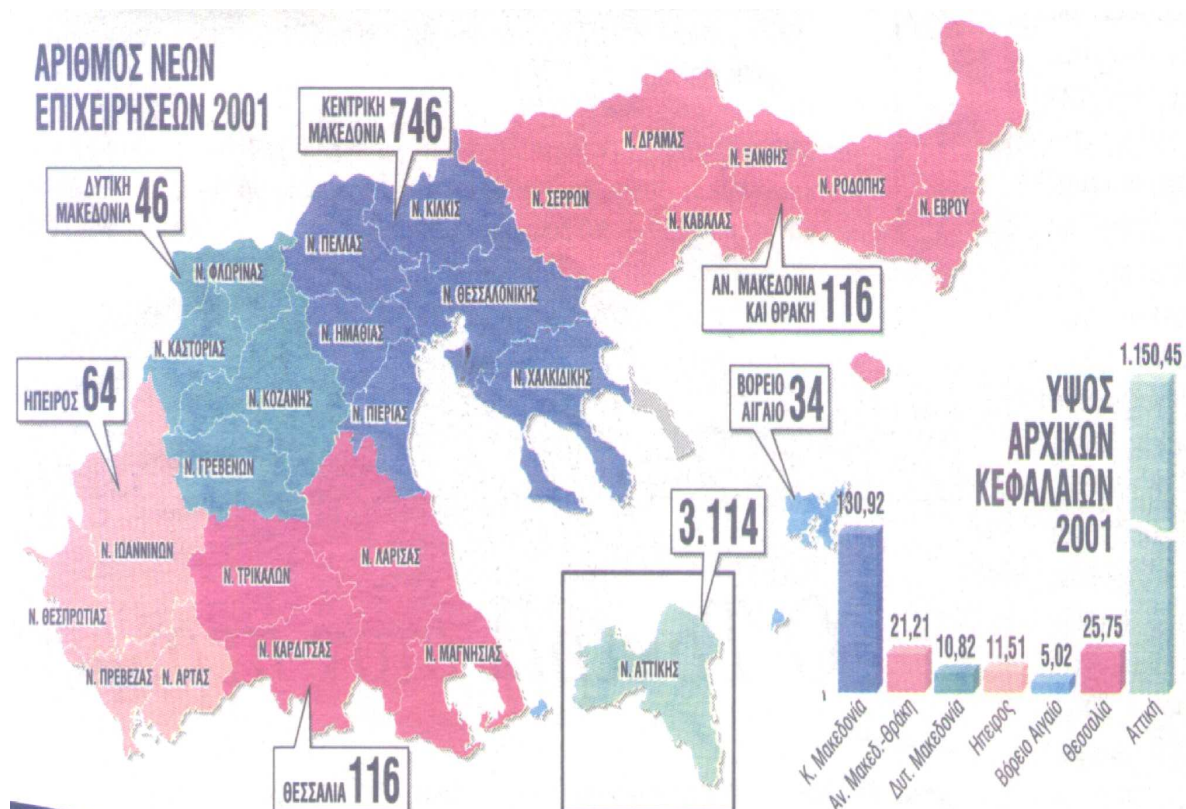 ΑΡΙΘΜΟΣ ΝΕΩΝ
ΕΠΙΧΕΙΡΗΣΕΩΝ 2001
ΚΕΝΤΡΙΚΗ
ΜΑΚΕΔΟΝΙΑ 746
ΔΥΤΙΚΗ
ΜΑΚΕΔΟΝΙΑ 46
Ν. ΔΡΑΜΑΣ
Ν. ΞΑΝΘΗΣ
Ν. ΡΟΔΟΠΗΣ
Ν. ΕΒΡΟΥ
Ν. ΣΕΡΡΩΝ
Ν. ΚΑΒΑΛΑΣ
Ν. ΚΙΛΚΙΣ
Ν. ΠΕΛΛΑΣ
Ν. ΦΛΩΡΙΝΑΣ
Ν. ΘΕΣΣΑΛΟΝΙΚΗΣ
ΑΝ. ΜΑΚΕΔΟΝΙΑ
ΚΑΙ ΘΡΑΚΗ 116
Ν. ΗΜΑΘΙΑΣ
Ν. ΚΑΣΤΟΡΙΑΣ
Ν. ΧΑΛΚΙΔΙΚΗΣ
ΗΠΕΙΡΟΣ 64
Ν. ΚΟΖΑΝΗΣ
Ν. ΠΙΕΡΙΑΣ
ΒΟΡΕΙΟ
ΑΙΓΑΙΟ 34
Ν. ΓΡΕΒΕΝΩΝ
3.114
Ν. ΙΩΑΝΝΙΝΩΝ
Ν. ΛΑΡΙΣΑΣ
Ν. ΤΡΙΚΑΛΩΝ
Ν. ΘΕΣΠΡΩΤΙΑΣ
Ν. ΚΑΡΔΙΤΣΑΣ
Ν. ΜΑΓΝΗΣΙΑΣ
Ν. ΑΤΤΙΚΗΣ
Ν. ΠΡΕΒΕΖΑΣ
Ν. ΑΡΤΑΣ
ΘΕΣΣΑΛΙΑ 116
ΥΨΟΣ
ΑΡΧΙΚΩΝ
ΚΕΦΑΛΑΙΩΝ
2001
130,92
21,21
10,82
11,51
5,02
25,75
1.150,45
Κ. Μακεδονία
Αν. Μακεδ.-Θράκη
Δυτ. Μακεδονία
Ηπειρος
Βόρειο Αιγαίο
Θεσσαλία
Αττική